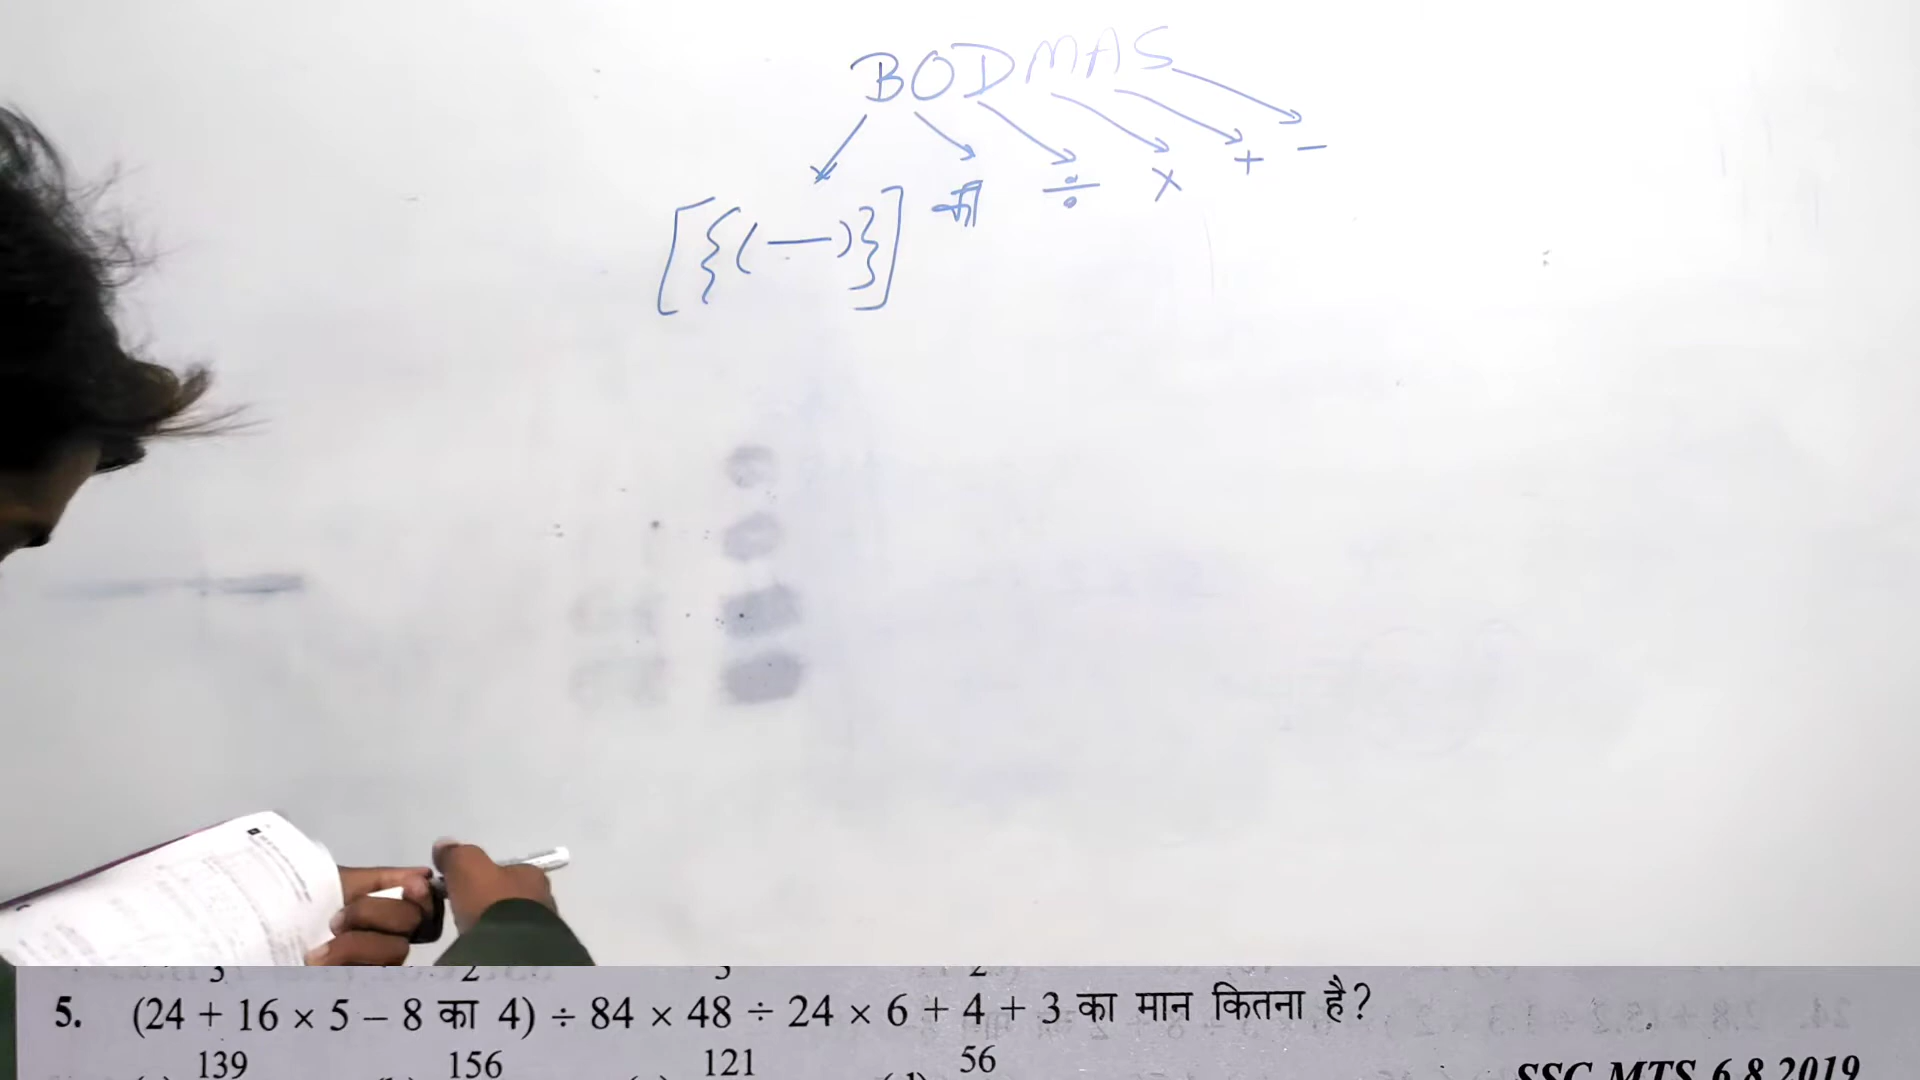 BODMAS
[{(—)}] का ÷ × + −
5. (24 + 16 × 5 – 8 का 4) ÷ 84 × 48 ÷ 24 × 6 + 4 + 3 का मान कितना है?
139 156 121 56
SSC MTS 6.8.2019